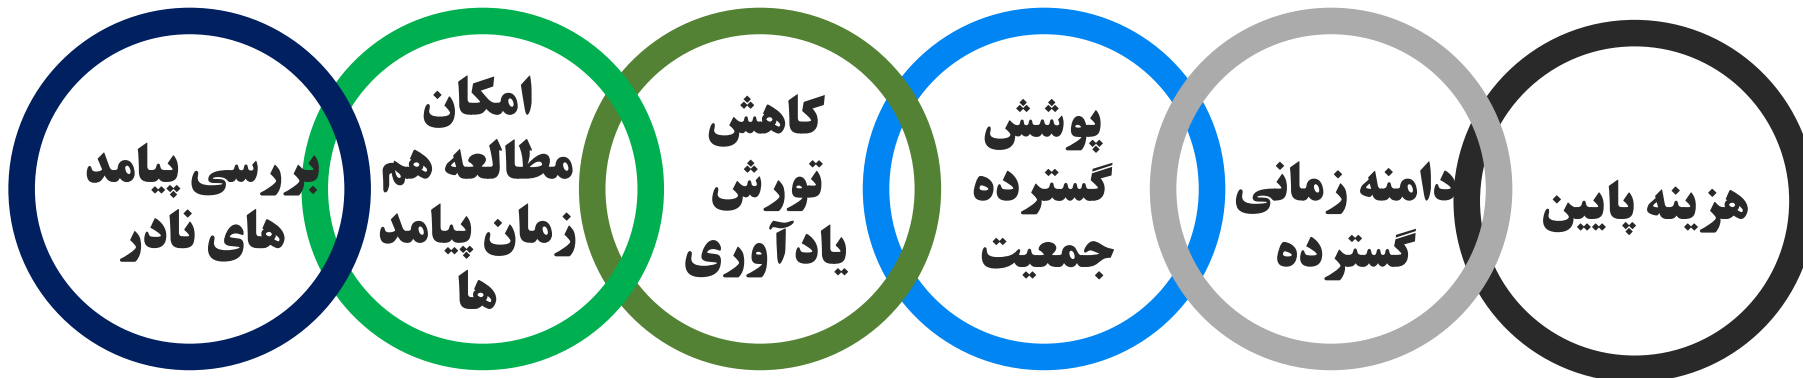 هزینه پایین
دامنه زمانی
گسترده
پوشش
گسترده
جمعیت
کاهش
تورش
یادآوری
امکان
مطالعه هم
زمان پیامد
ها
بررسی پیامد
های نادر